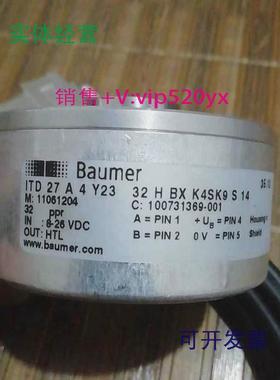 实体经营
销售+V:vip520yx
Baumer
ITD 27 A 4 Y23 32 H BX K4SK9 S 14
M: 11061204 C: 100731369-001
32 ppr
IN : 8-26 VDC A = PIN 1 + UB = PIN 4 Housing=
OUT: HTL B = PIN 2 0 V = PIN 5 Shield
www.baumer.com
可开发票